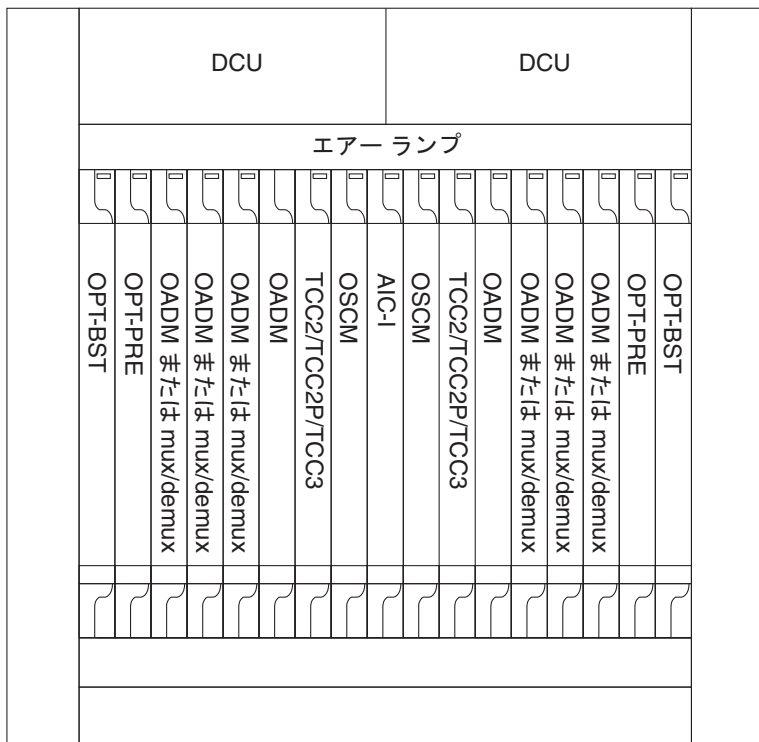 DCU
DCU
エアー ランプ
OPT-BST
OPT-PRE
OADM または mux/demux
OADM または mux/demux
OADM または mux/demux
OADM
TCC2/TCC2P/TCC3
OSCM
AIC-I
OSCM
TCC2/TCC2P/TCC3
OADM
OADM または mux/demux
OADM または mux/demux
OADM または mux/demux
OPT-PRE
OPT-BST